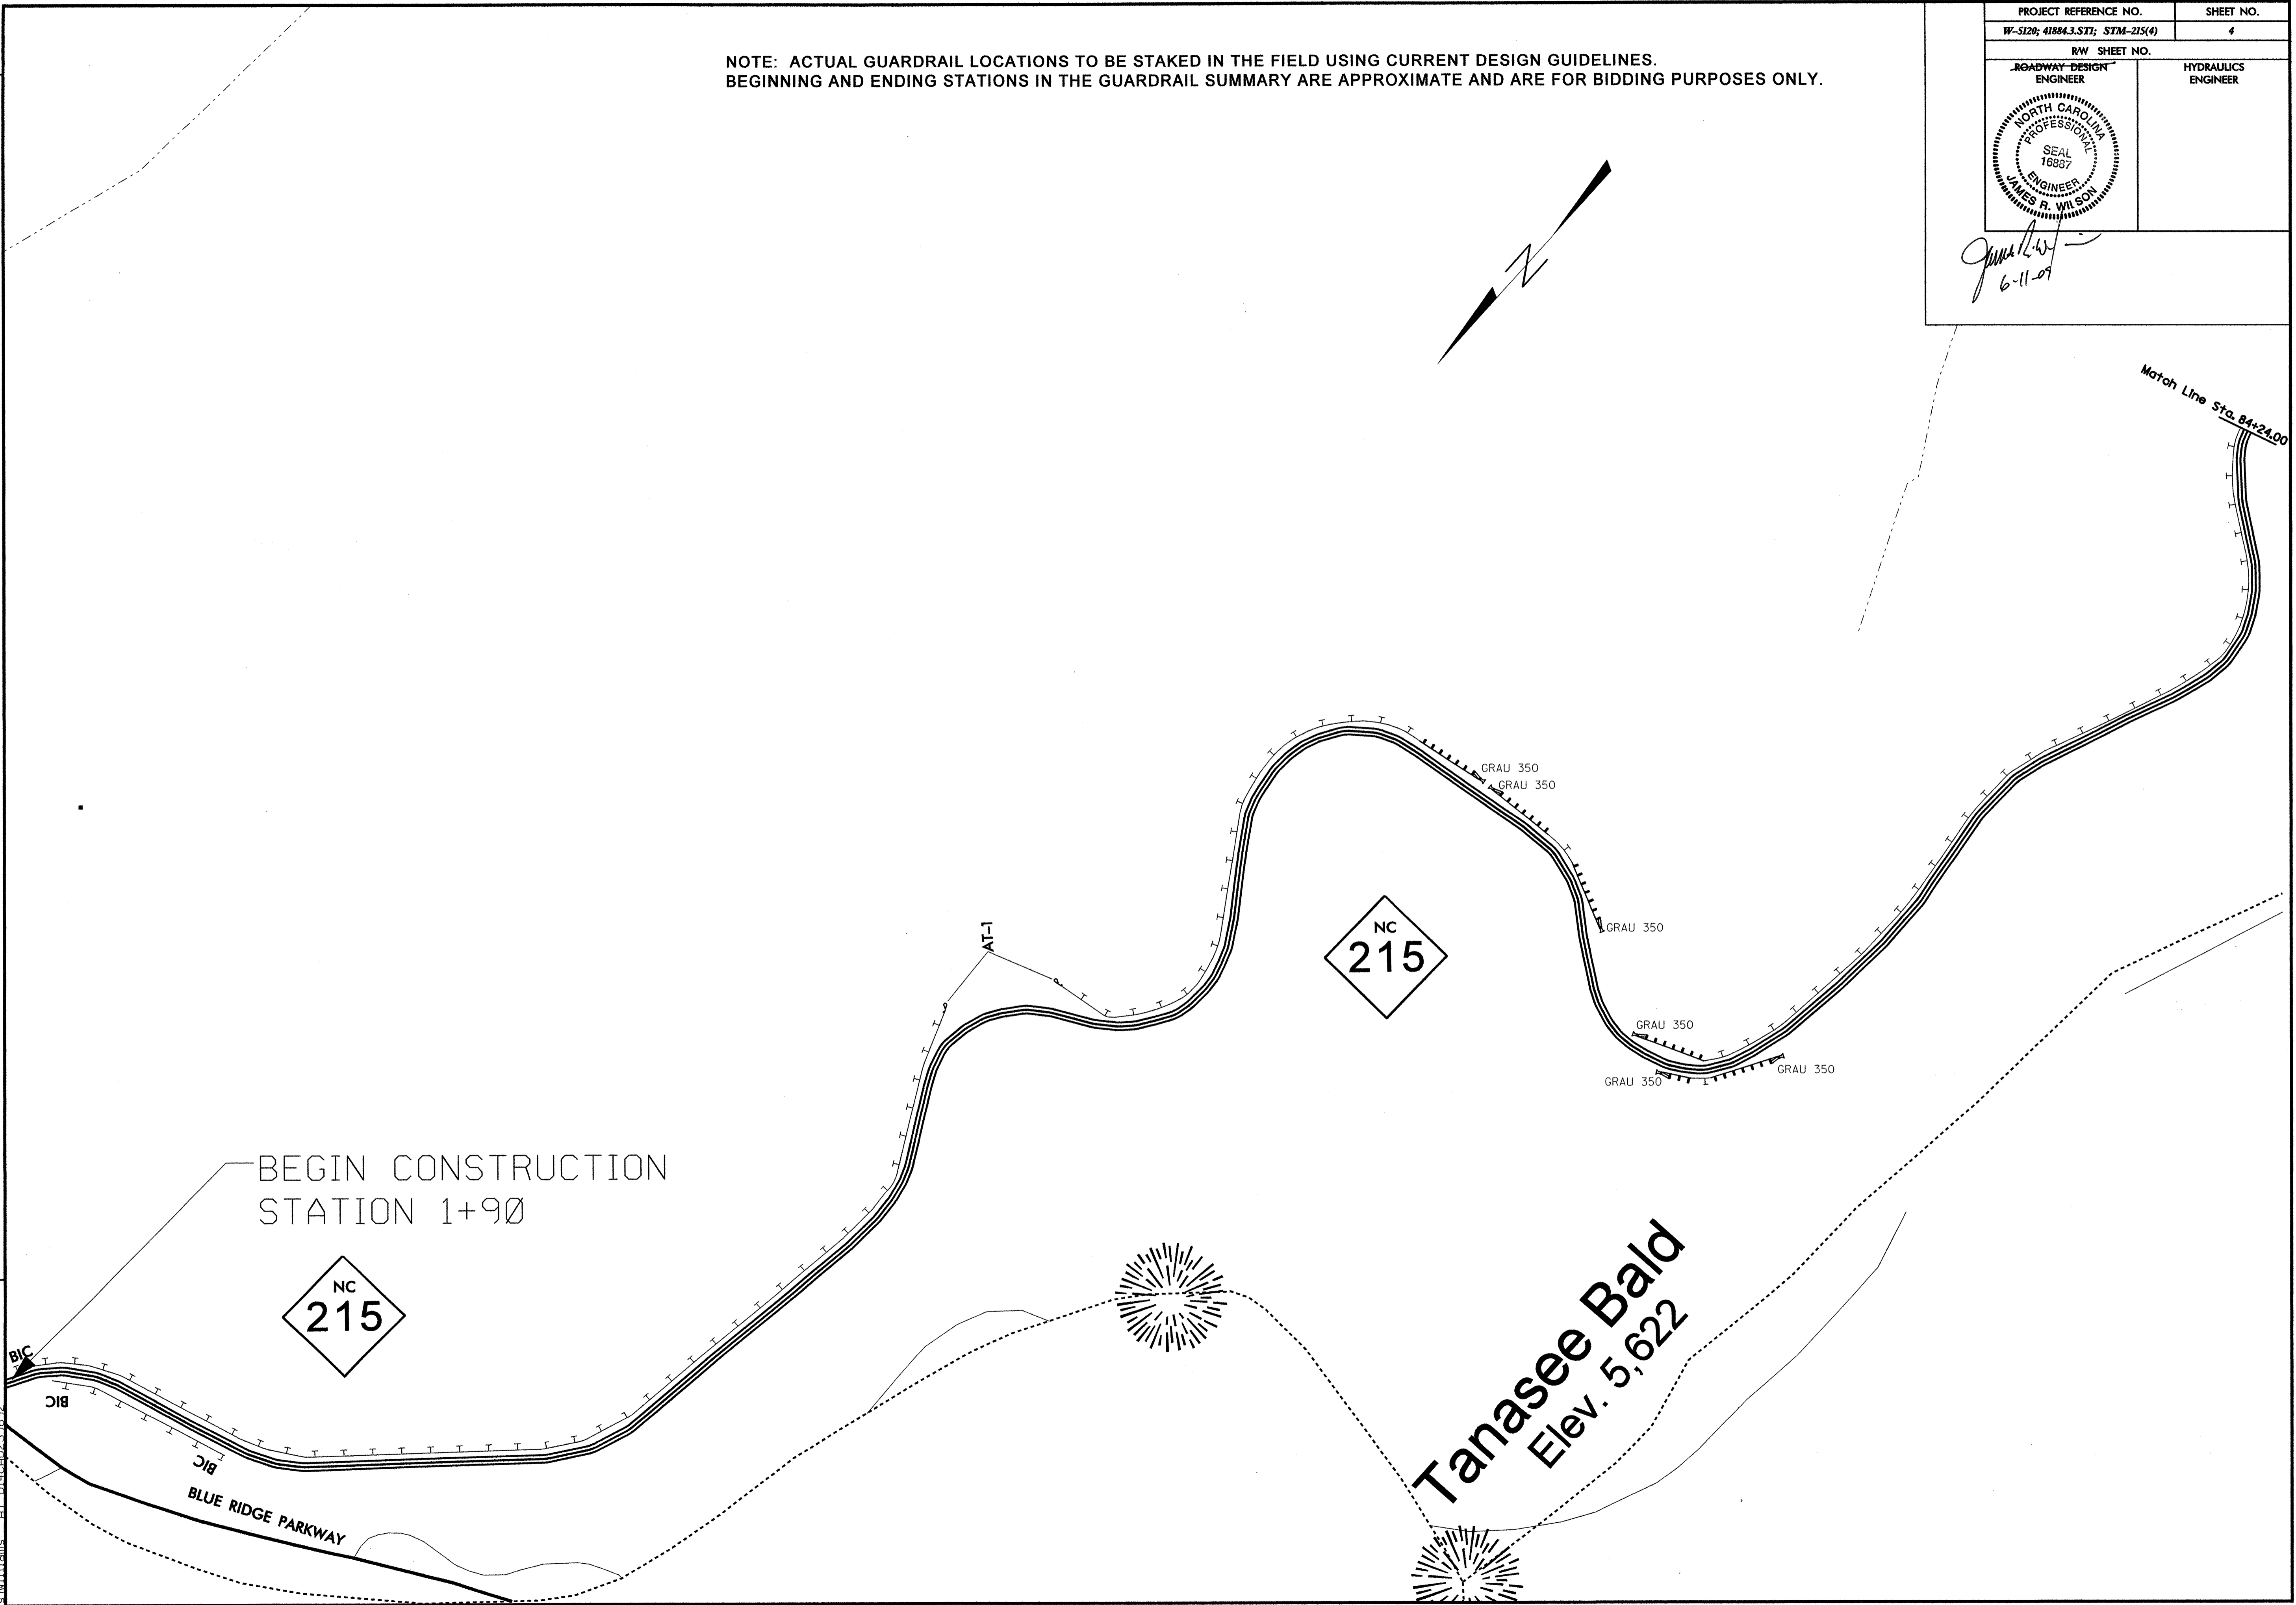 PROJECT REFERENCE NO.
SHEET NO.
W-5120; 41884.3.ST1; STM-215(4)
4
R/W SHEET NO.
ROADWAY DESIGN
ENGINEER
HYDRAULICS
ENGINEER
NORTH CAROLINA
PROFESSIONAL
SEAL
16887
ENGINEER
JAMES R. WILSON
6-11-09
NOTE: ACTUAL GUARDRAIL LOCATIONS TO BE STAKED IN THE FIELD USING CURRENT DESIGN GUIDELINES.
BEGINNING AND ENDING STATIONS IN THE GUARDRAIL SUMMARY ARE APPROXIMATE AND ARE FOR BIDDING PURPOSES ONLY.
N
Match Line Sta. 84+24.00
GRAU 350
GRAU 350
GRAU 350
AT-1
NC
215
GRAU 350
GRAU 350
GRAU 350
BEGIN CONSTRUCTION
STATION 1+90
NC
215
BIC
BIC
BIC
BLUE RIDGE PARKWAY
Tanasee Bald
Elev. 5,622